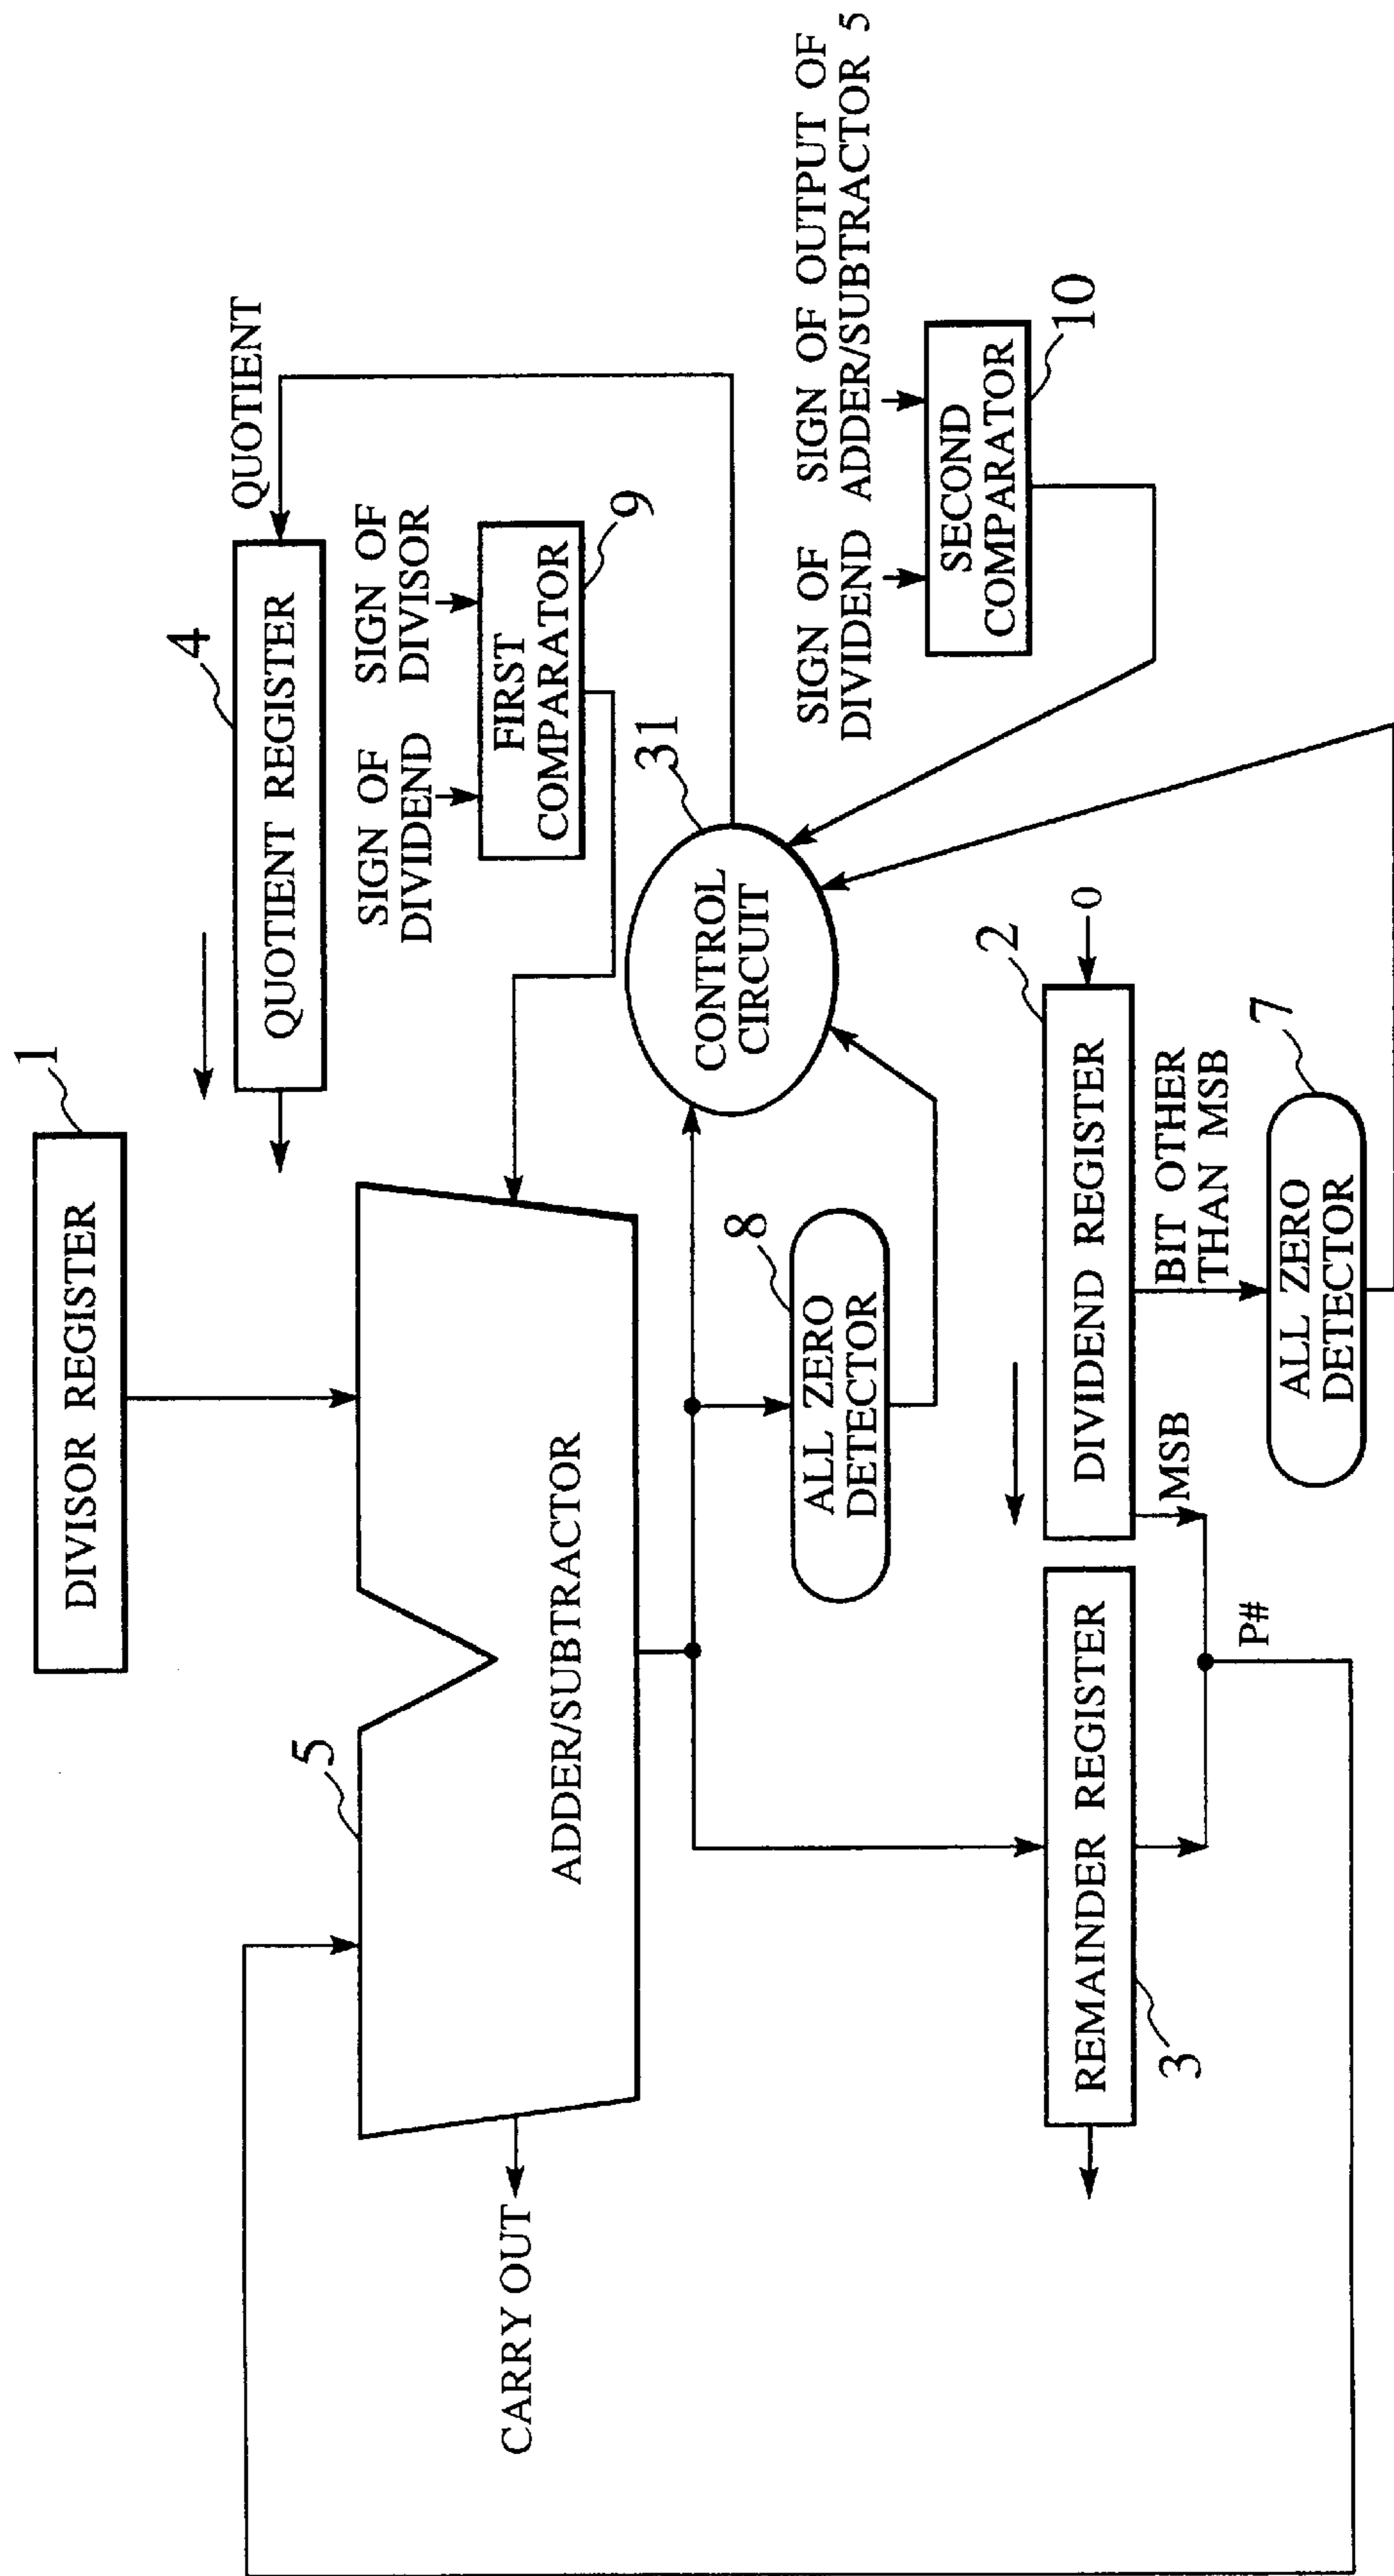 1
DIVISOR REGISTER
4
QUOTIENT REGISTER
QUOTIENT
5
ADDER/SUBTRACTOR
CARRY OUT
SIGN OF
DIVIDEND
SIGN OF
DIVISOR
FIRST
COMPARATOR
9
31
CONTROL
CIRCUIT
8
ALL ZERO
DETECTOR
SIGN OF
DIVIDEND
SIGN OF OUTPUT OF
ADDER/SUBTRACTOR 5
SECOND
COMPARATOR
10
REMAINDER REGISTER
3
2
DIVIDEND REGISTER
0
MSB
BIT OTHER
THAN MSB
P#
7
ALL ZERO
DETECTOR